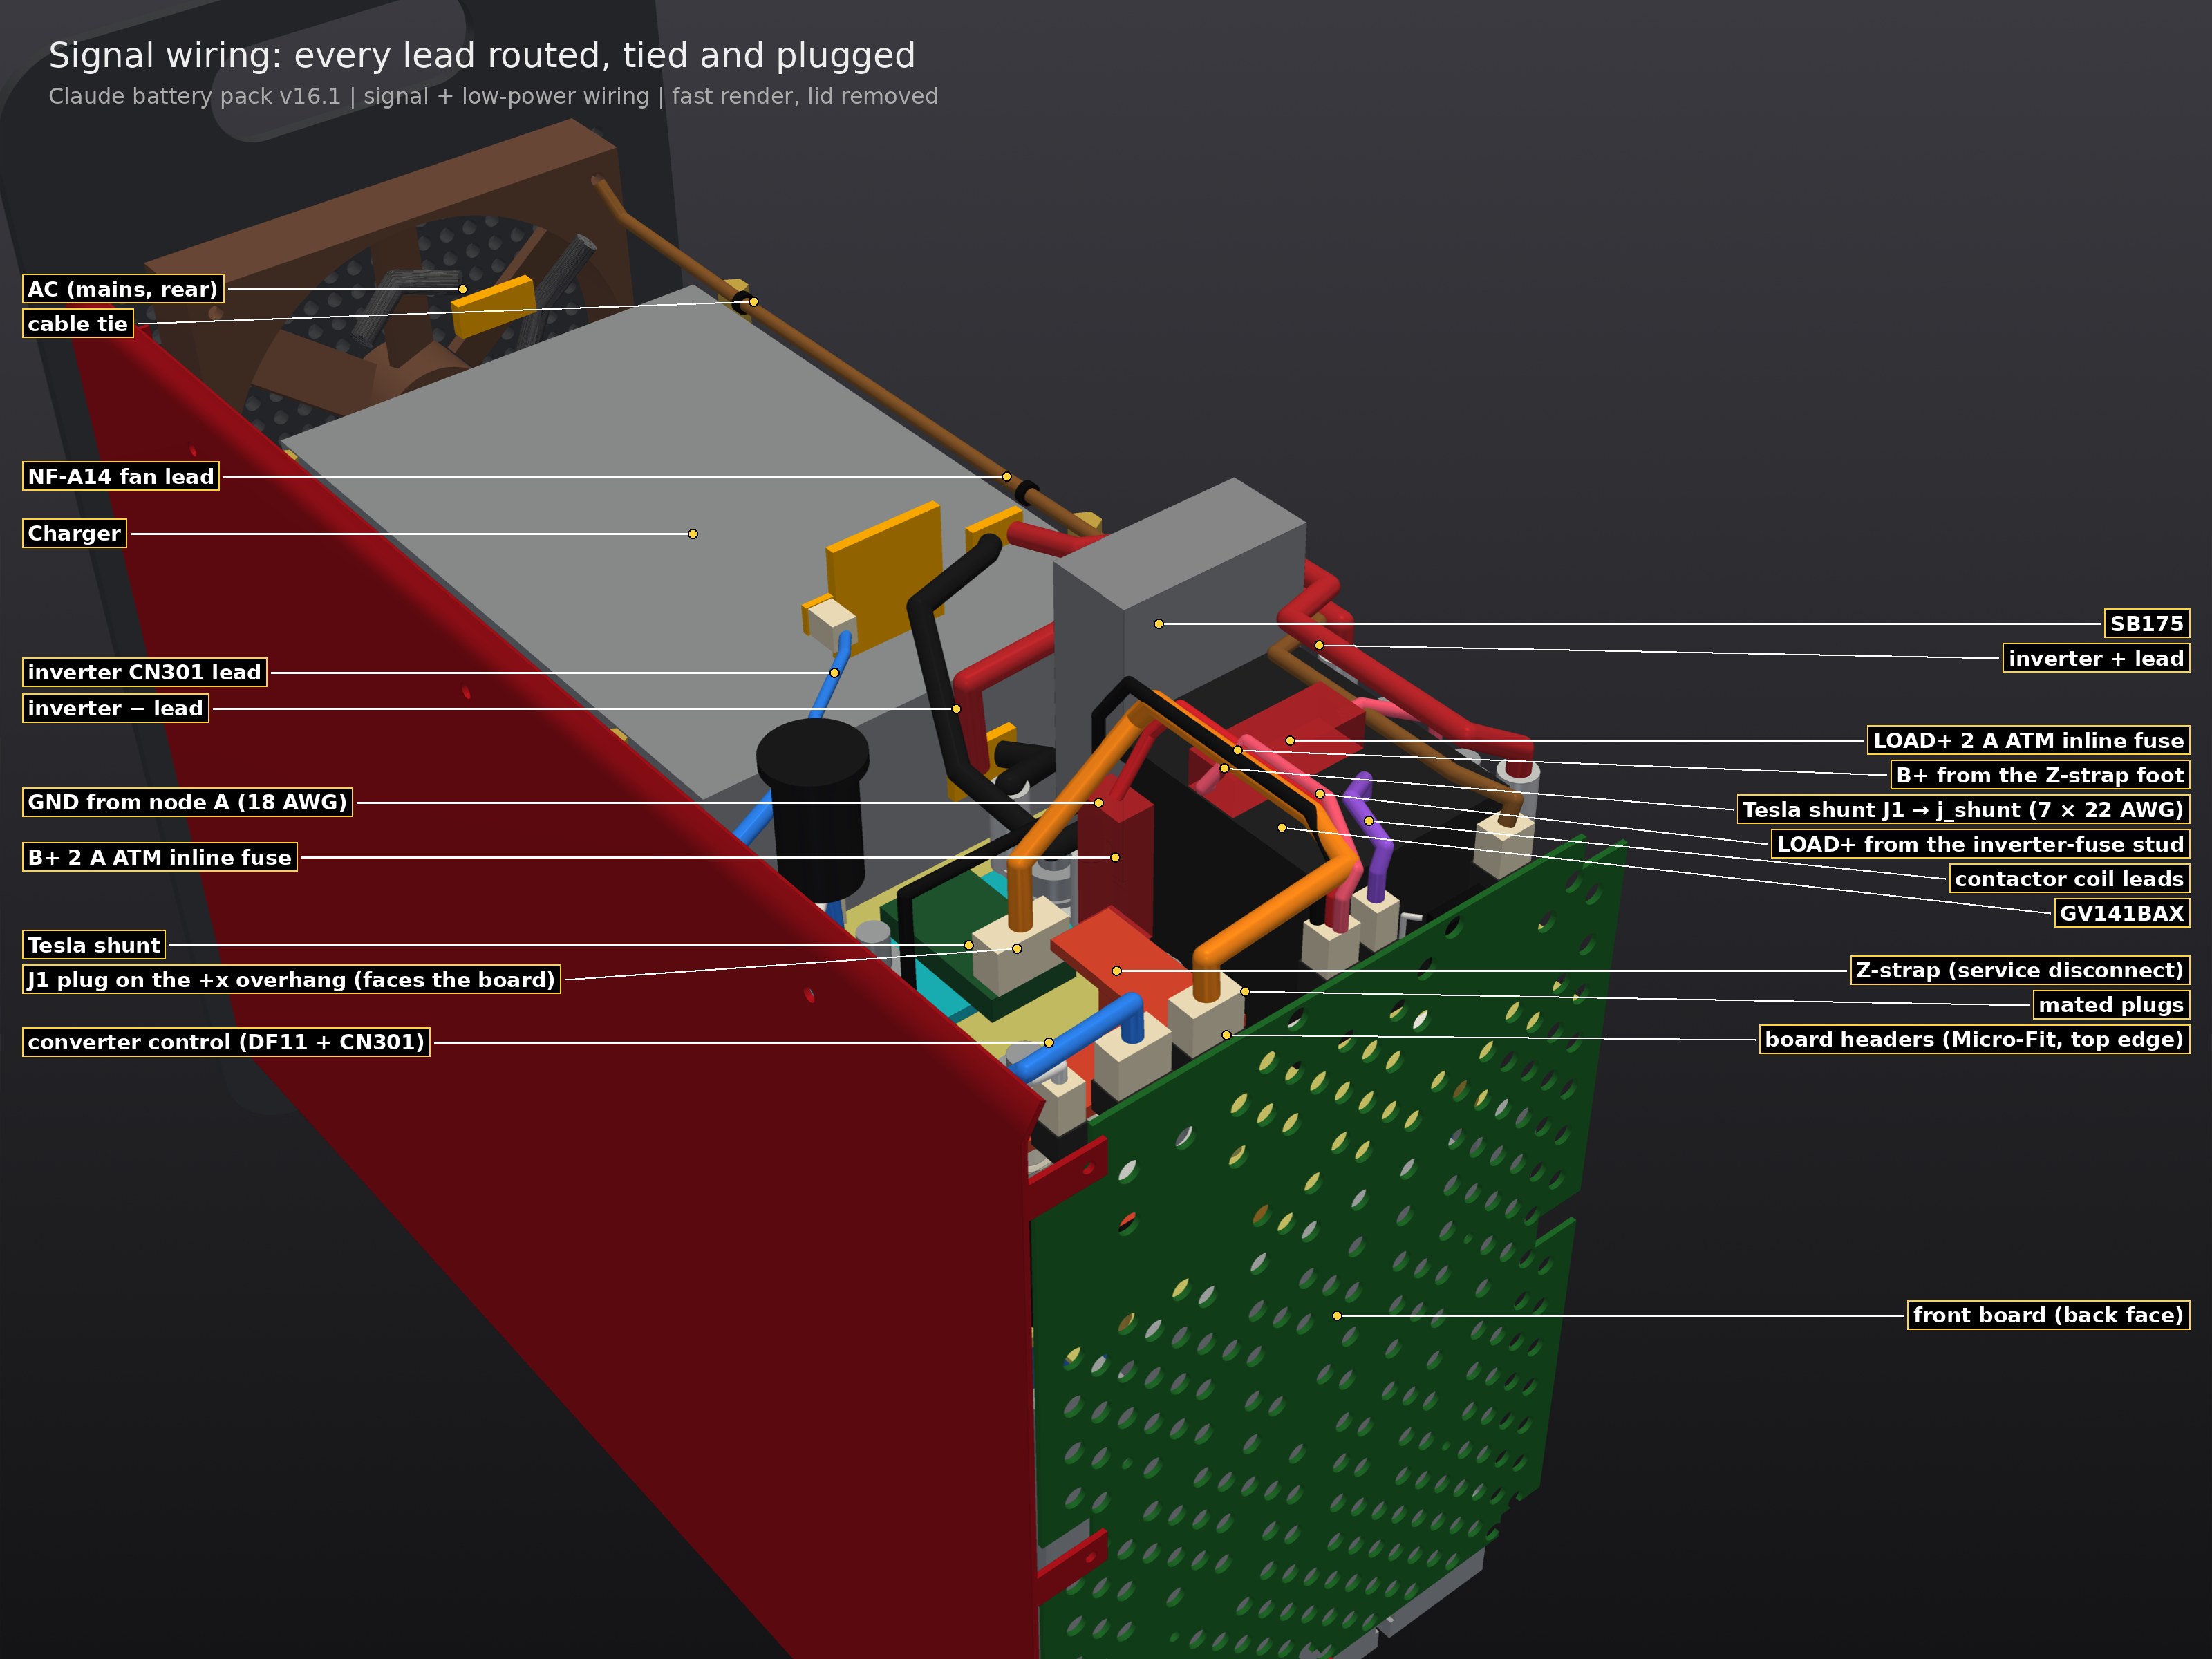 Signal wiring: every lead routed, tied and plugged
Claude battery pack v16.1 | signal + low-power wiring | fast render, lid removed
AC (mains, rear)
cable tie
NF-A14 fan lead
Charger
inverter CN301 lead
inverter − lead
GND from node A (18 AWG)
B+ 2 A ATM inline fuse
Tesla shunt
J1 plug on the +x overhang (faces the board)
converter control (DF11 + CN301)
SB175
inverter + lead
LOAD+ 2 A ATM inline fuse
B+ from the Z-strap foot
Tesla shunt J1 → j_shunt (7 × 22 AWG)
LOAD+ from the inverter-fuse stud
contactor coil leads
GV141BAX
Z-strap (service disconnect)
mated plugs
board headers (Micro-Fit, top edge)
front board (back face)